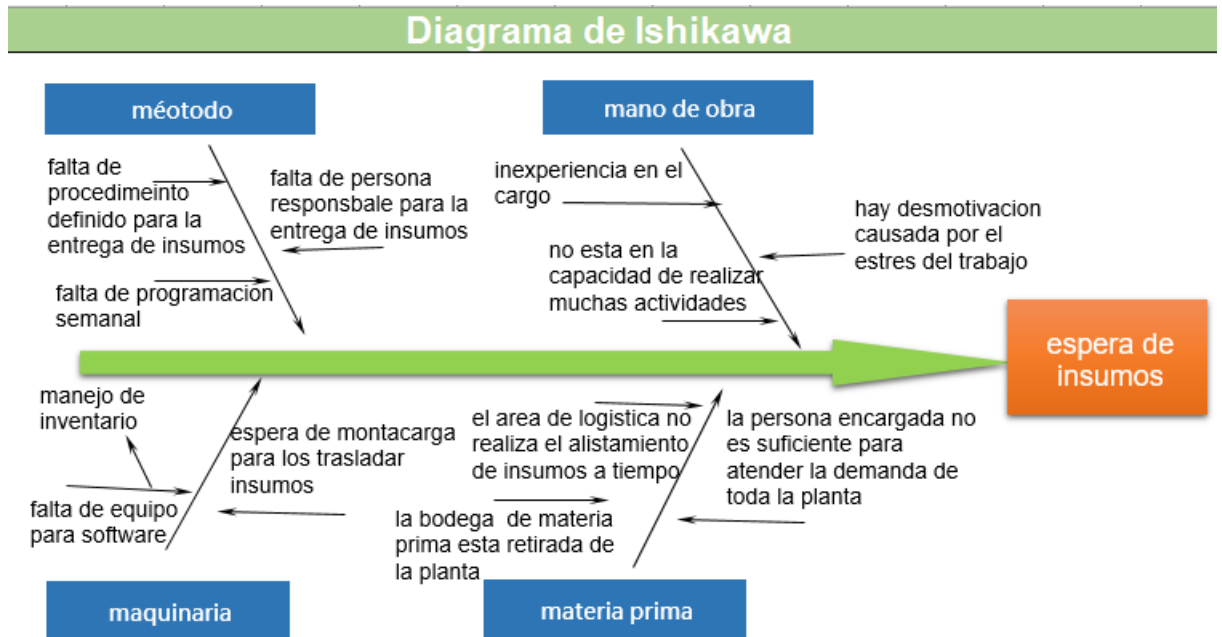 Diagrama de Ishikawa
méotodo
mano de obra
falta de
procedimeinto
definido para la
entrega de insumos
falta de persona
responsbale para la
entrega de insumos
falta de programacion
semanal
inexperiencia en el
cargo
no esta en la
capacidad de realizar
muchas actividades
hay desmotivacion
causada por el
estres del trabajo
espera de
insumos
manejo de
inventario
espera de montacarga
para los trasladar
insumos
falta de equipo
para software
el area de logistica no
realiza el alistamiento
de insumos a tiempo
la persona encargada no
es suficiente para
atender la demanda de
toda la planta
la bodega de materia
prima esta retirada de
la planta
maquinaria
materia prima